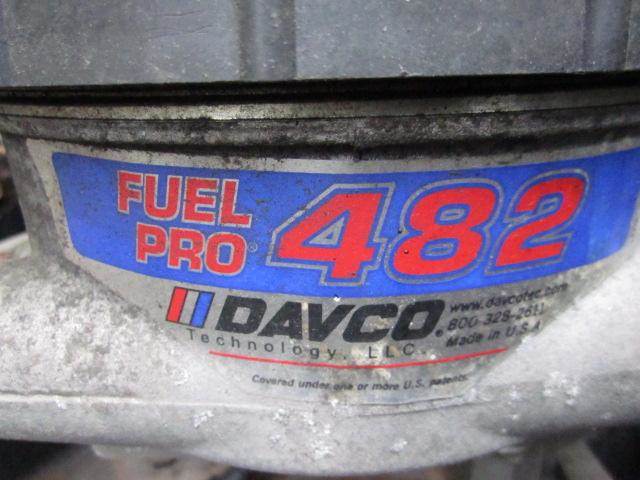 FUEL PRO® 482
DAVCO®
Technology, LLC.
www.davcotec.com
800-328-2611
Made in U.S.A.
Covered under one or more U.S. patents.